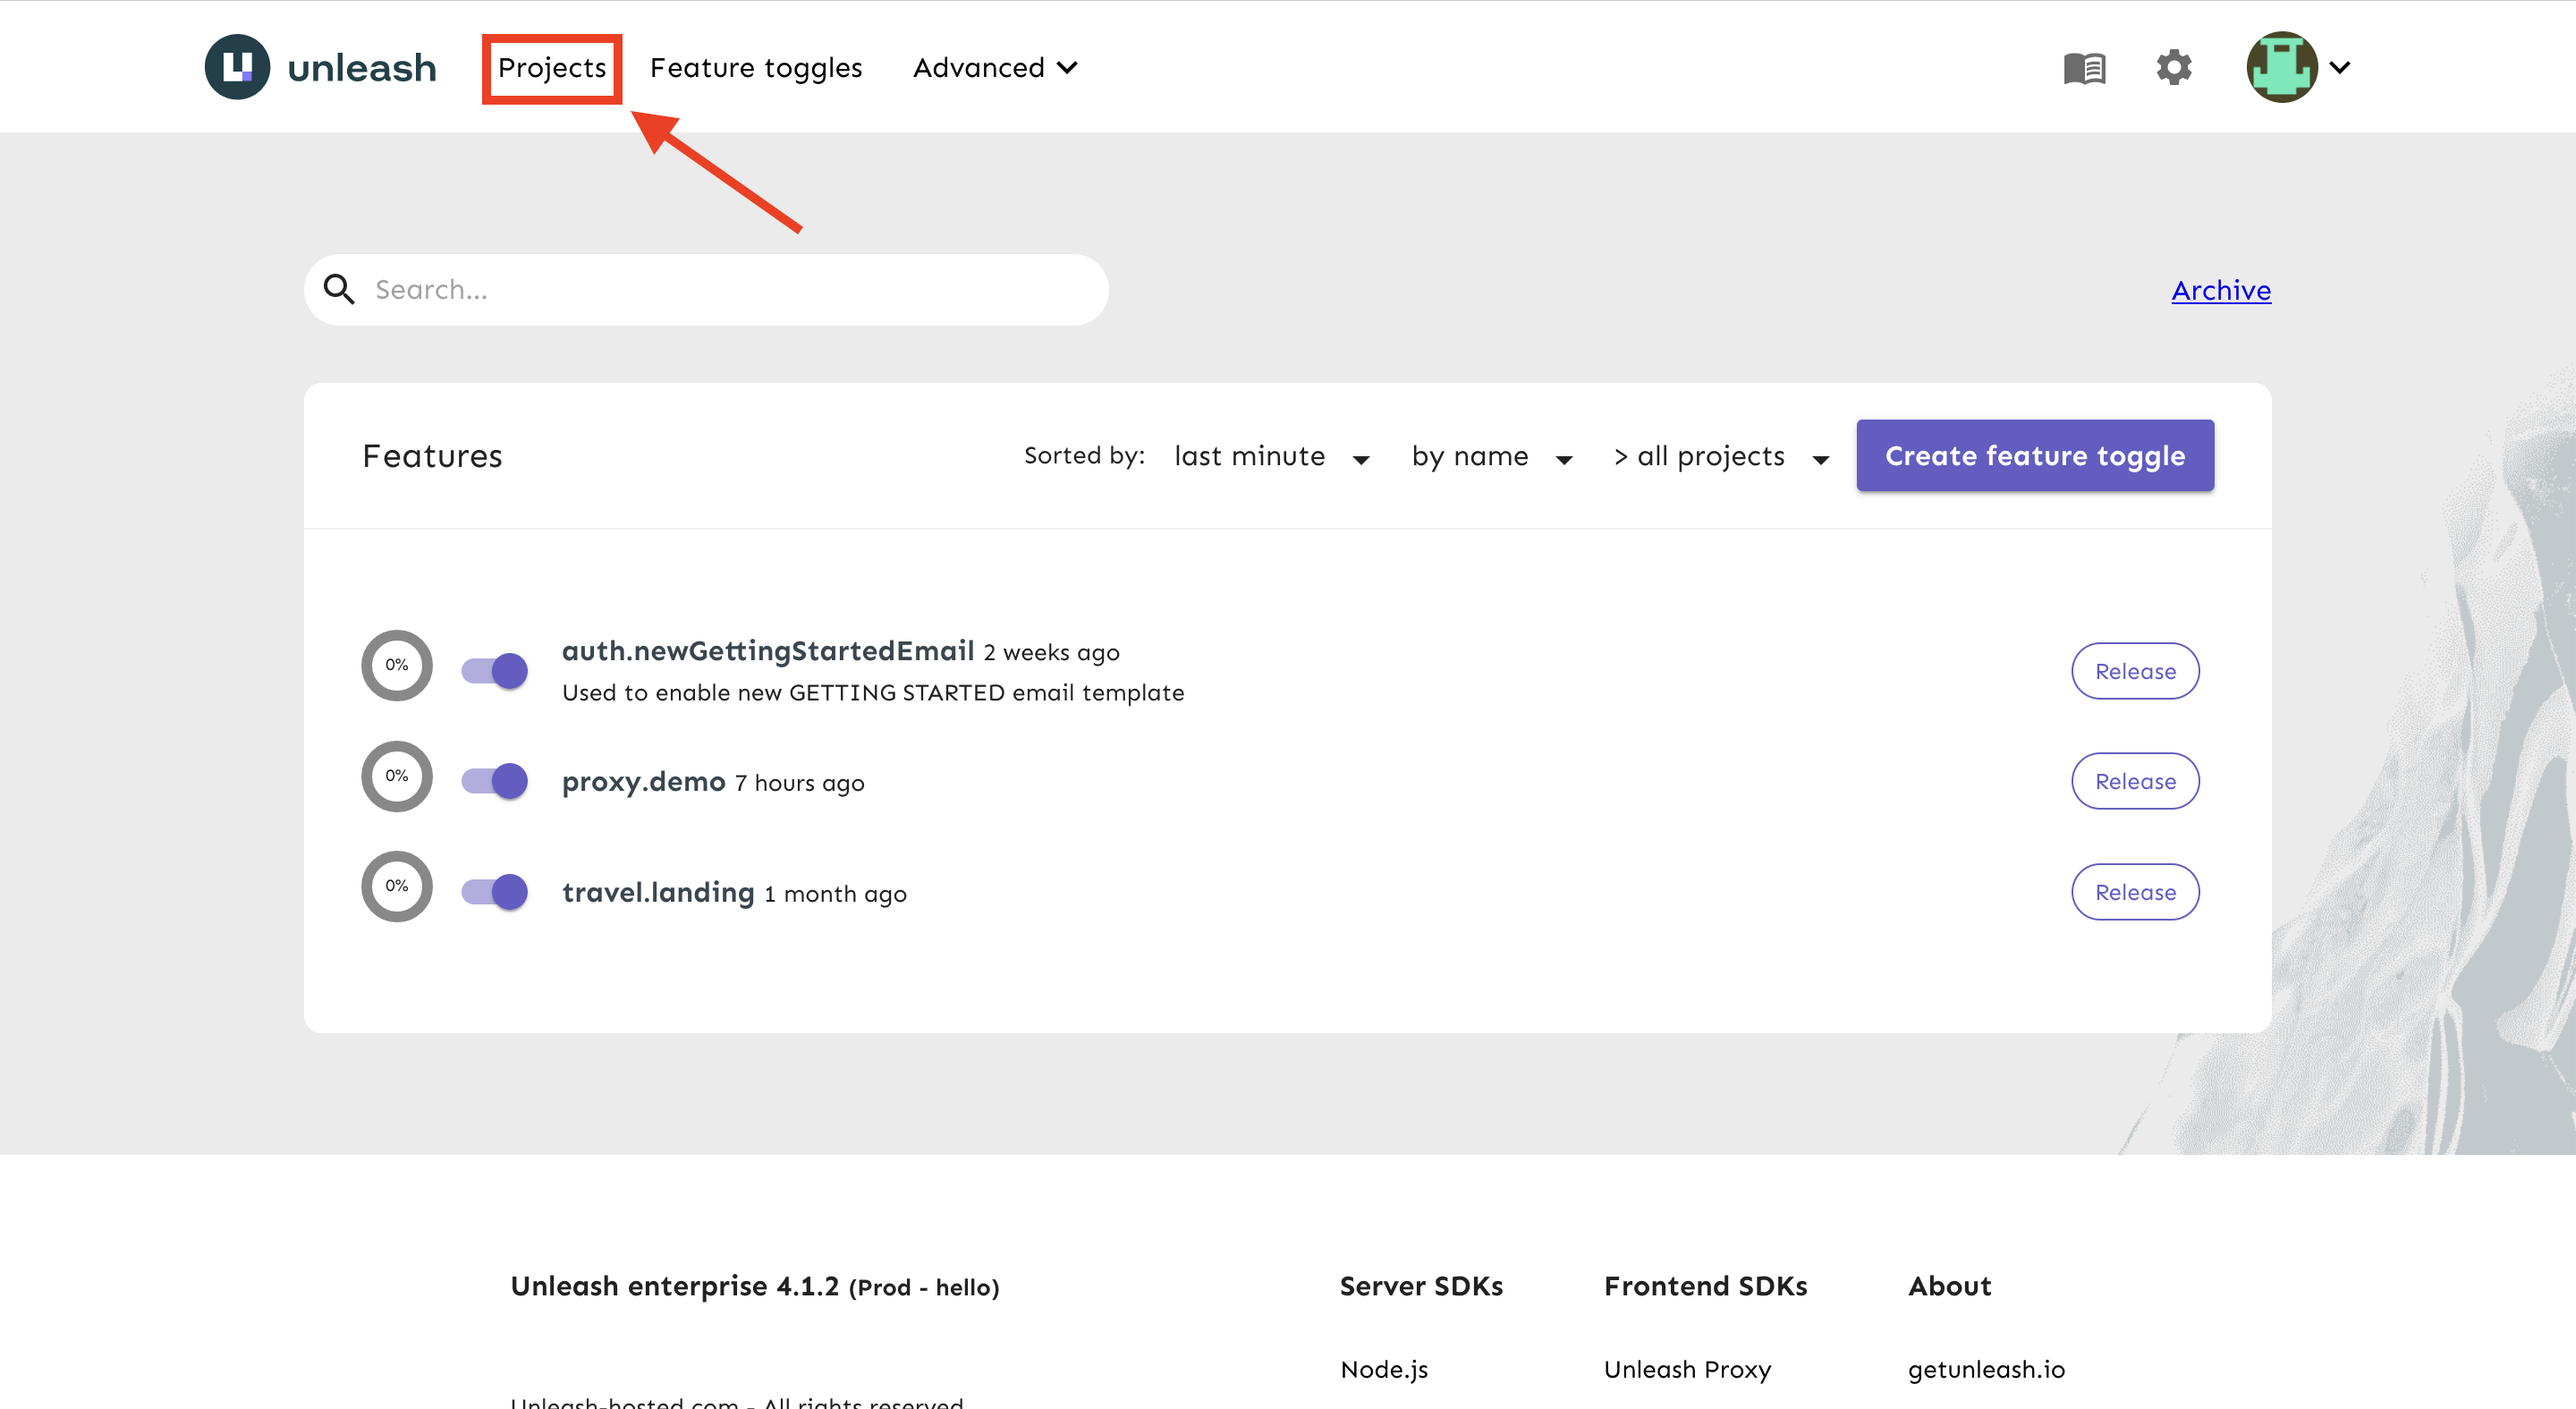 unleash Projects Feature toggles Advanced
Search...
Archive
Features Sorted by: last minute by name > all projects Create feature toggle
0% auth.newGettingStartedEmail 2 weeks ago Release
Used to enable new GETTING STARTED email template
0% proxy.demo 7 hours ago Release
0% travel.landing 1 month ago Release
Unleash enterprise 4.1.2 (Prod - hello) Server SDKs Frontend SDKs About
Node.js Unleash Proxy getunleash.io
Unleash-hosted.com - All rights reserved